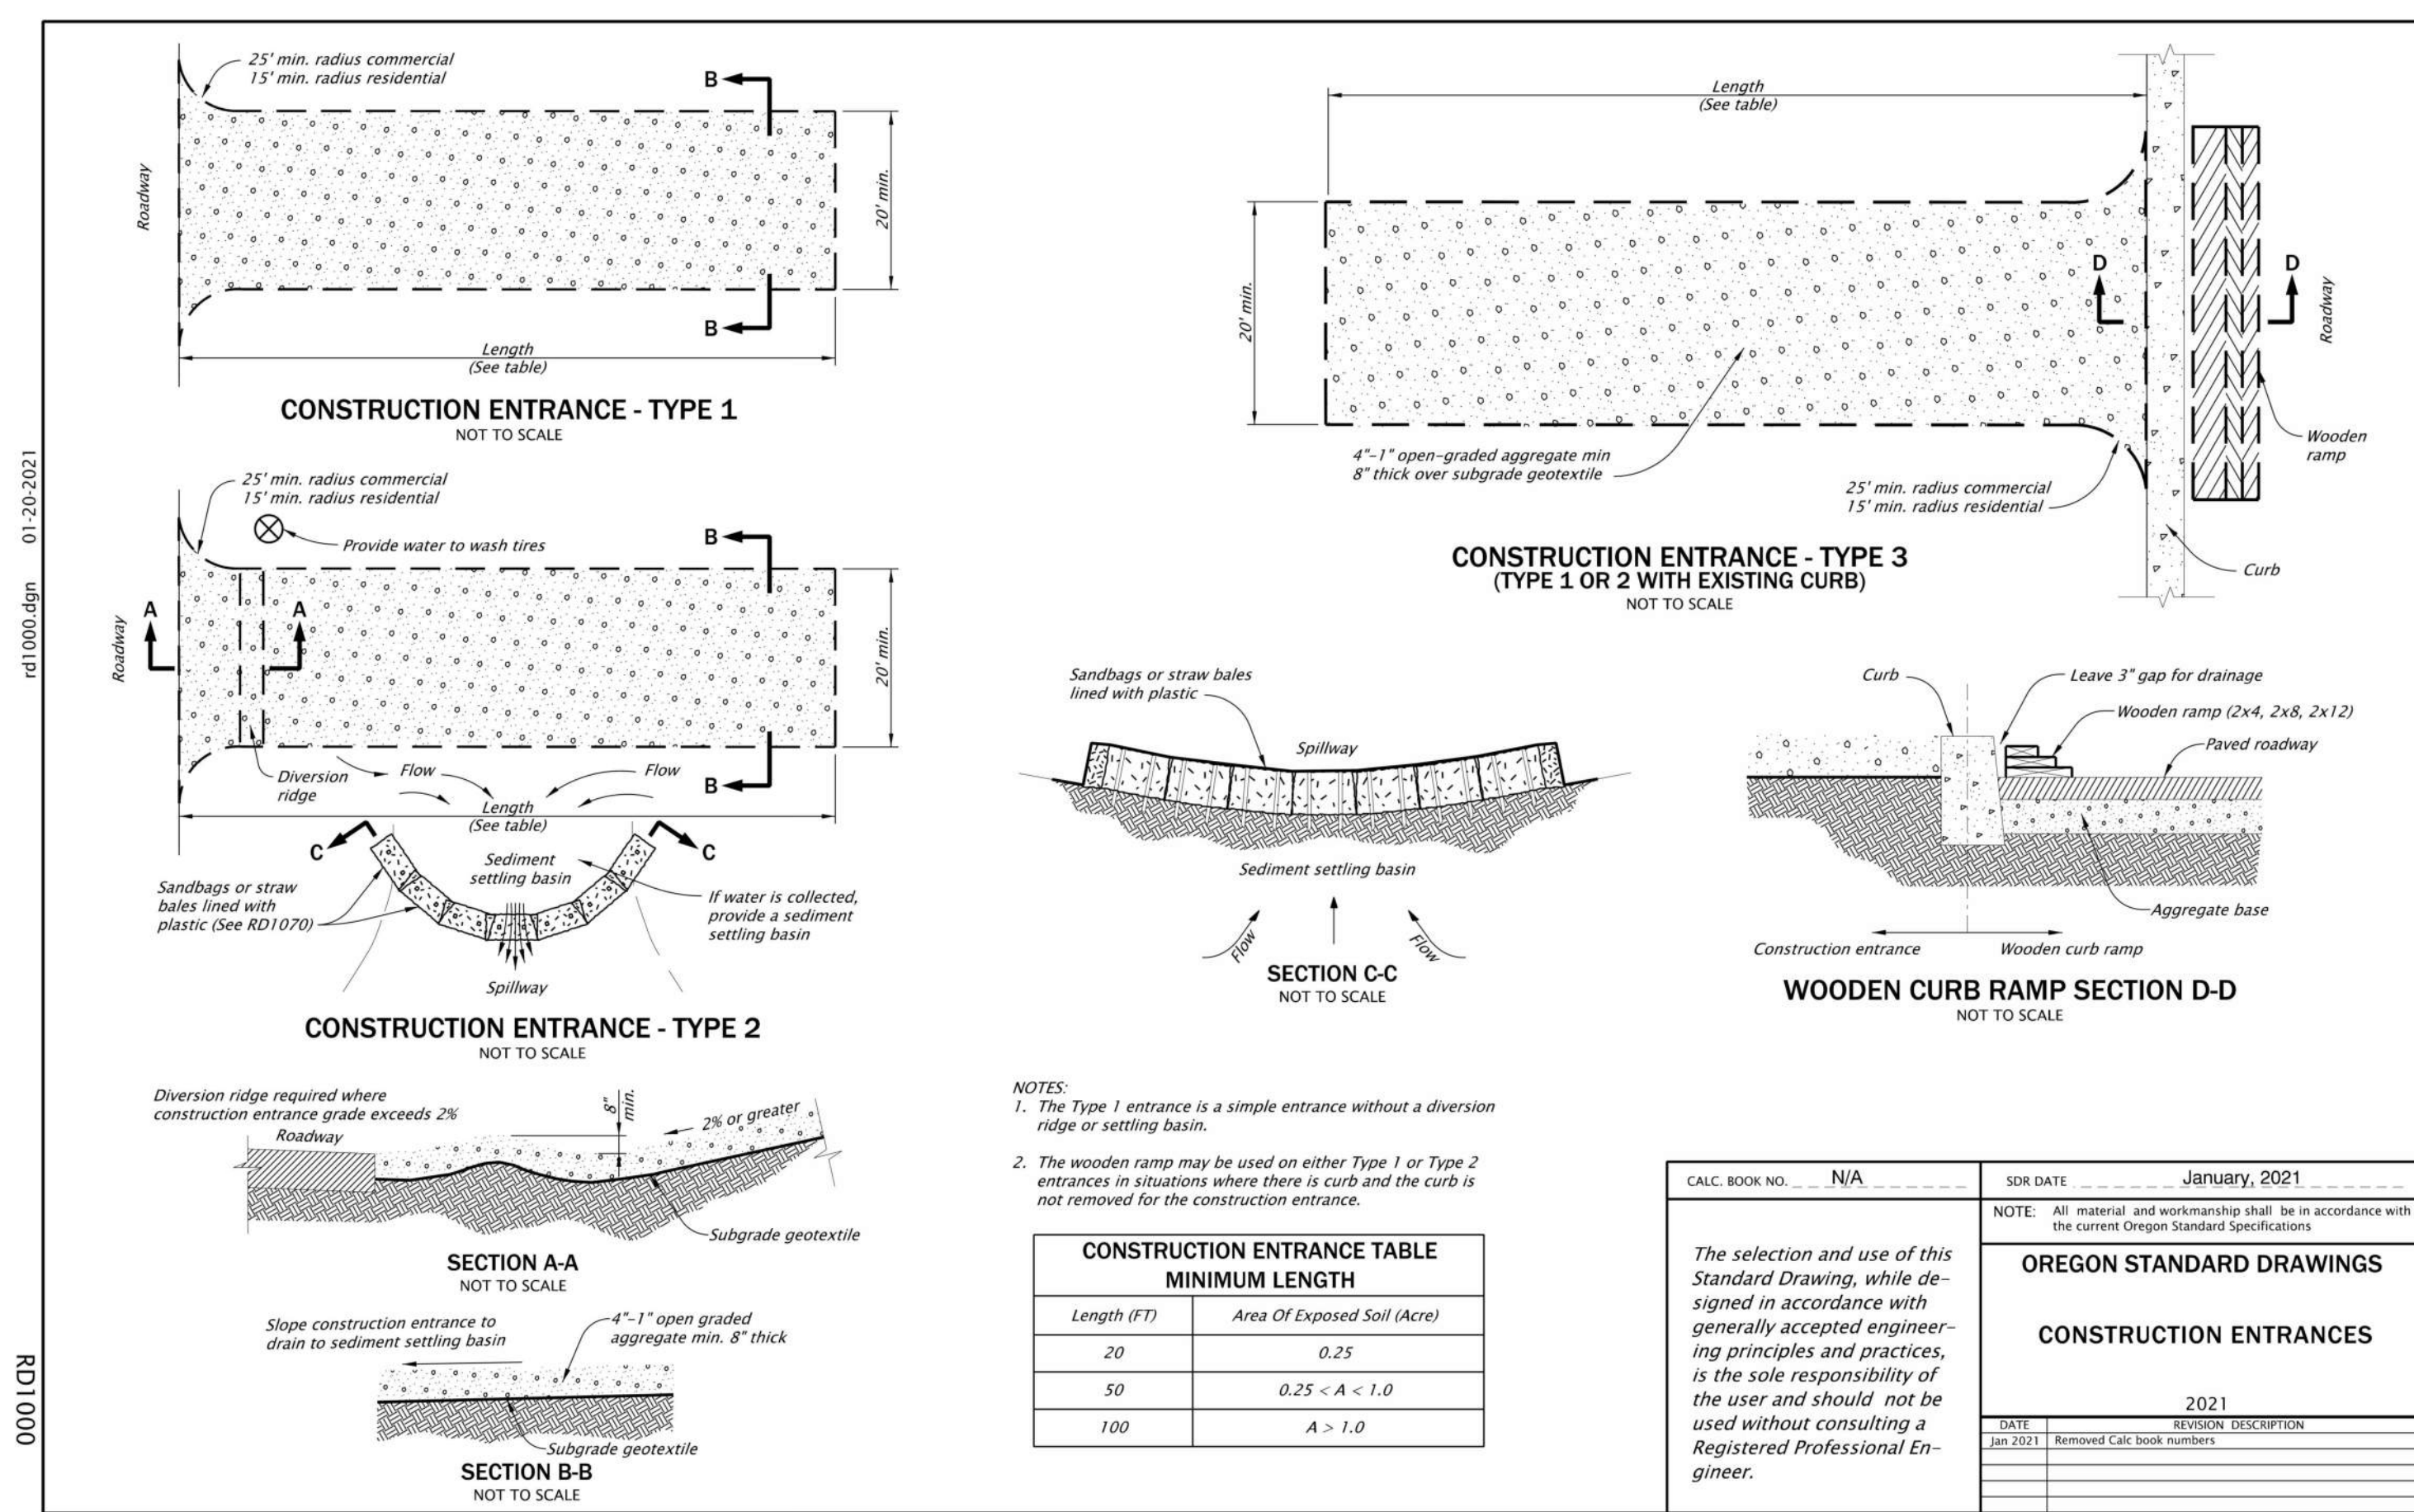 25' min. radius commercial
15' min. radius residential
B
Roadway
20' min.
B
Length
(See table)
CONSTRUCTION ENTRANCE - TYPE 1
NOT TO SCALE
25' min. radius commercial
15' min. radius residential
Provide water to wash tires
B
A
A
Roadway
20' min.
Diversion
ridge
Flow
Flow
B
Length
(See table)
C
C
Sediment
settling basin
Sandbags or straw
bales lined with
plastic (See RD1070)
If water is collected,
provide a sediment
settling basin
Spillway
CONSTRUCTION ENTRANCE - TYPE 2
NOT TO SCALE
Diversion ridge required where
construction entrance grade exceeds 2%
Roadway
8"
min.
2% or greater
Subgrade geotextile
SECTION A-A
NOT TO SCALE
Slope construction entrance to
drain to sediment settling basin
4"-1" open graded
aggregate min. 8" thick
Subgrade geotextile
SECTION B-B
NOT TO SCALE
Length
(See table)
20' min.
D
D
Roadway
Wooden
ramp
4"-1" open-graded aggregate min
8" thick over subgrade geotextile
25' min. radius commercial
15' min. radius residential
Curb
CONSTRUCTION ENTRANCE - TYPE 3
(TYPE 1 OR 2 WITH EXISTING CURB)
NOT TO SCALE
Sandbags or straw bales
lined with plastic
Spillway
Sediment settling basin
Flow
Flow
SECTION C-C
NOT TO SCALE
Curb
Leave 3" gap for drainage
Wooden ramp (2x4, 2x8, 2x12)
Paved roadway
Aggregate base
Construction entrance
Wooden curb ramp
WOODEN CURB RAMP SECTION D-D
NOT TO SCALE
NOTES:
1. The Type 1 entrance is a simple entrance without a diversion
ridge or settling basin.
2. The wooden ramp may be used on either Type 1 or Type 2
entrances in situations where there is curb and the curb is
not removed for the construction entrance.
CONSTRUCTION ENTRANCE TABLE
MINIMUM LENGTH
Length (FT) Area Of Exposed Soil (Acre)
20 0.25
50 0.25 < A < 1.0
100 A > 1.0
CALC. BOOK NO. N/A
SDR DATE January, 2021
NOTE: All material and workmanship shall be in accordance with
the current Oregon Standard Specifications
The selection and use of this
Standard Drawing, while de-
signed in accordance with
generally accepted engineer-
ing principles and practices,
is the sole responsibility of
the user and should not be
used without consulting a
Registered Professional En-
gineer.
OREGON STANDARD DRAWINGS
CONSTRUCTION ENTRANCES
2021
DATE REVISION DESCRIPTION
Jan 2021 Removed Calc book numbers
rd1000.dgn 01-20-2021
RD1000